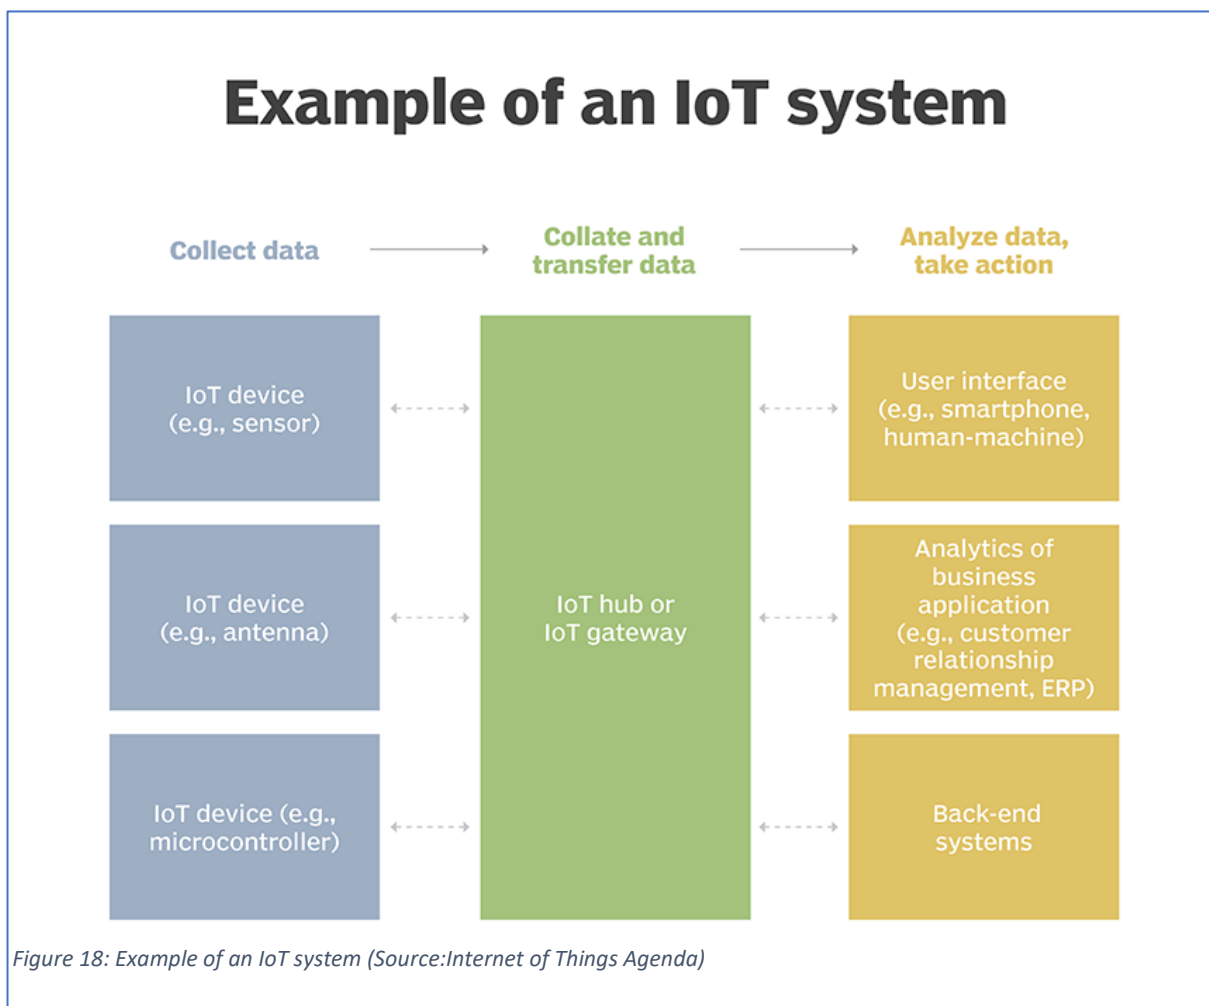 Example of an IoT system
Collect data
Collate and
transfer data
Analyze data,
take action
IoT device
(e.g., sensor)
IoT device
(e.g., antenna)
IoT device (e.g.,
microcontroller)
IoT hub or
IoT gateway
User interface
(e.g., smartphone,
human-machine)
Analytics of
business
application
(e.g., customer
relationship
management, ERP)
Back-end
systems
Figure 18: Example of an IoT system (Source:Internet of Things Agenda)